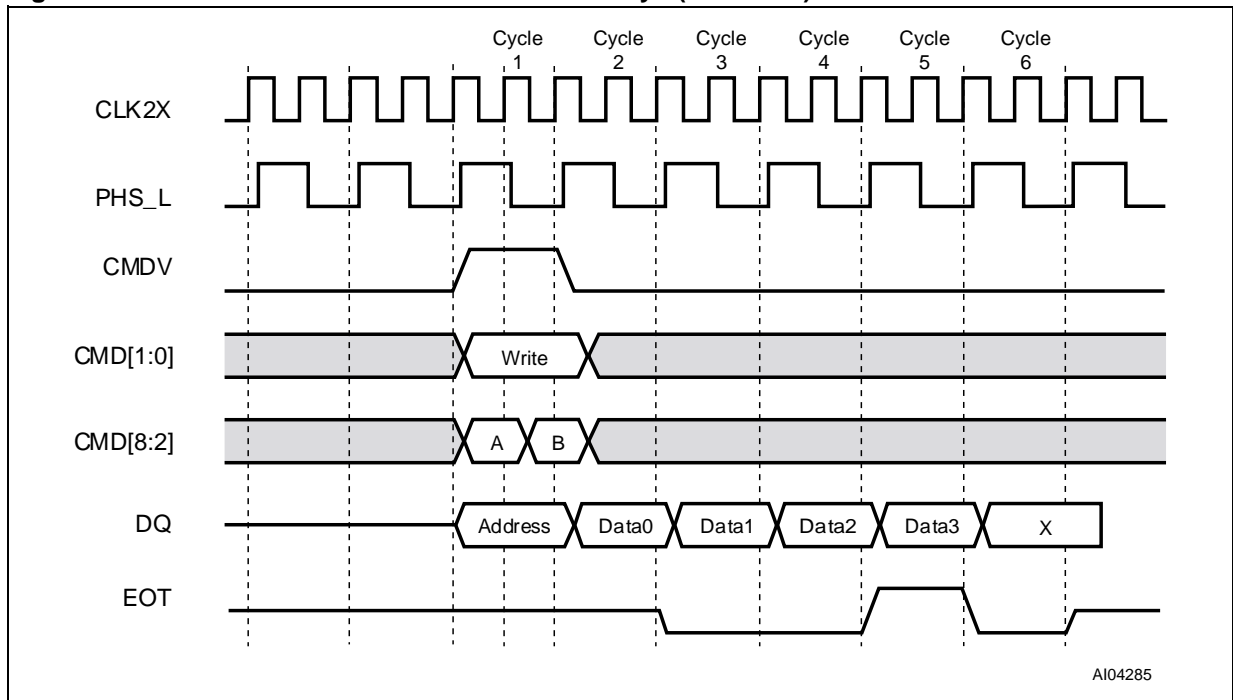 Cycle Cycle Cycle Cycle Cycle Cycle
1 2 3 4 5 6
CLK2X
PHS_L
CMDV
CMD[1:0] Write
CMD[8:2] A B
DQ Address Data0 Data1 Data2 Data3 X
EOT
AI04285